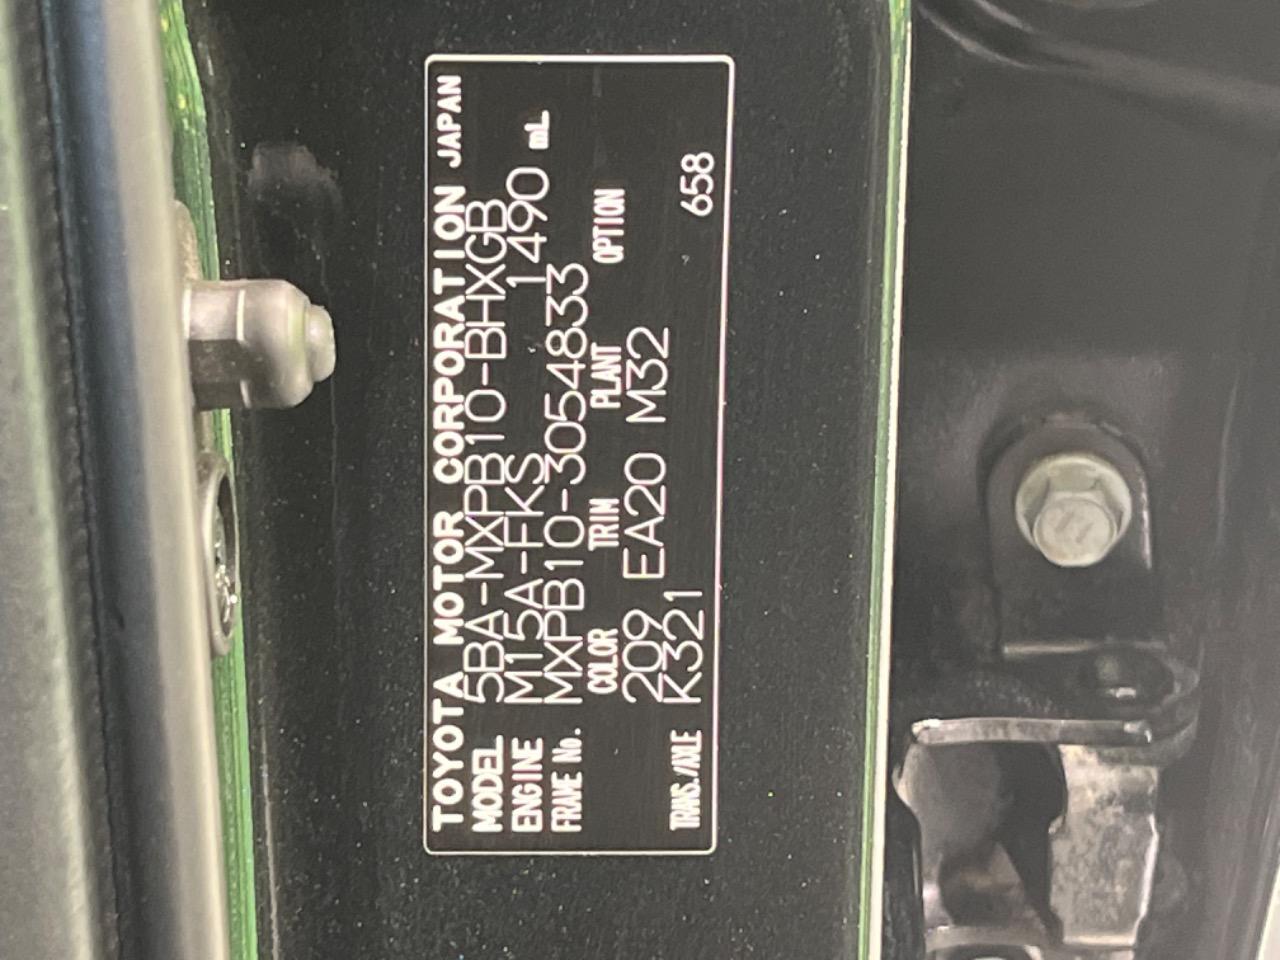 TOYOTA MOTOR CORPORATION JAPAN
MODEL 5BA-MXPB10-BHXGB
ENGINE M15A-FKS 1490 mL
FRAME No. MXPB10-3054833
COLOR TRIM PLANT OPTION
209 EA20 M32
TRANS./AXLE K321 658